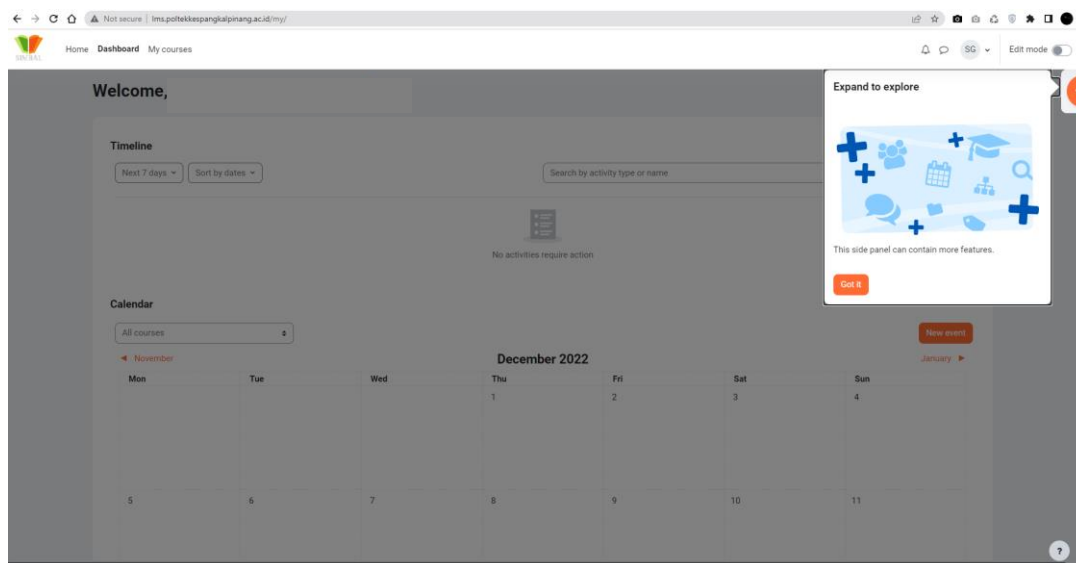 Not secure
lms.poltekkespangkalpinang.ac.id/my/
Home Dashboard My courses
SG
Edit mode
Welcome,
Timeline
Next 7 days
Sort by dates
Search by activity type or name
No activities require action
Expand to explore
This side panel can contain more features.
Got it
Calendar
All courses
New event
November
December 2022
January
Mon Tue Wed Thu Fri Sat Sun
1 2 3 4
5 6 7 8 9 10 11
?